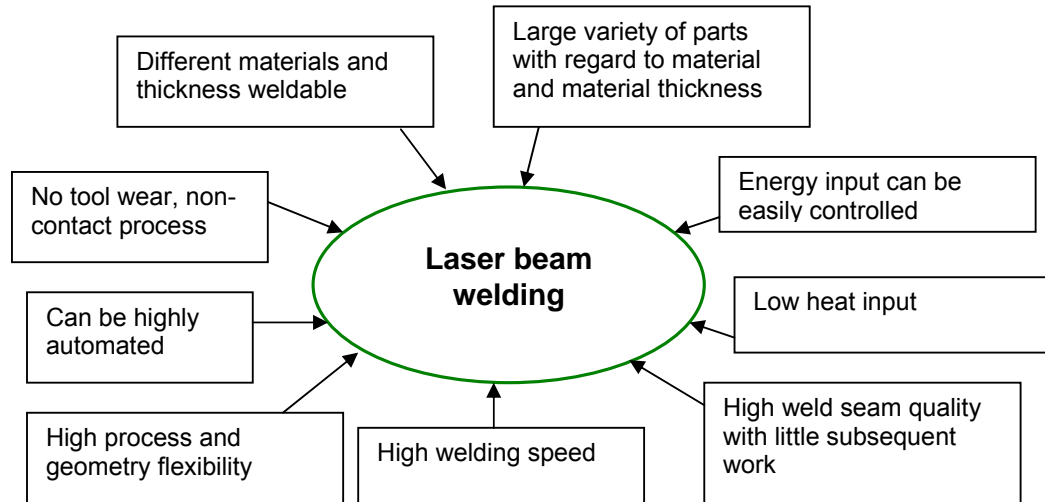 Different materials and
thickness weldable
Large variety of parts
with regard to material
and material thickness
No tool wear, non-
contact process
Energy input can be
easily controlled
Laser beam
welding
Can be highly
automated
Low heat input
High process and
geometry flexibility
High welding speed
High weld seam quality
with little subsequent
work